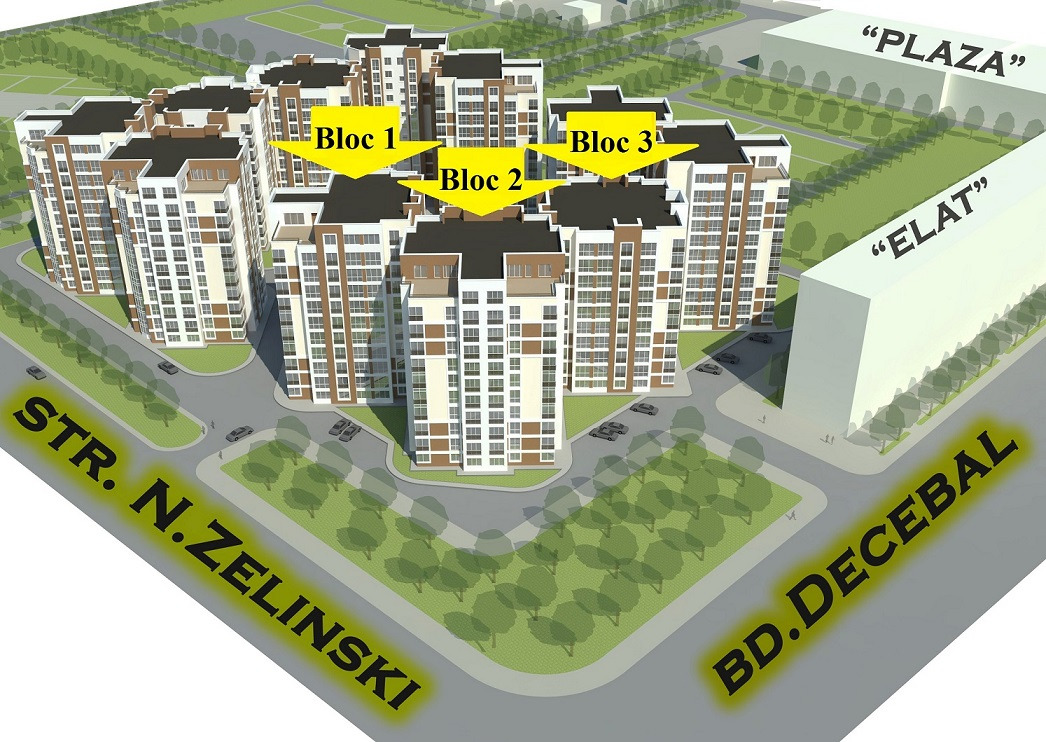 “PLAZA”
Bloc 1
Bloc 3
Bloc 2
“ELAT”
STR. N.ZELINSKI
BD.DECEBAL